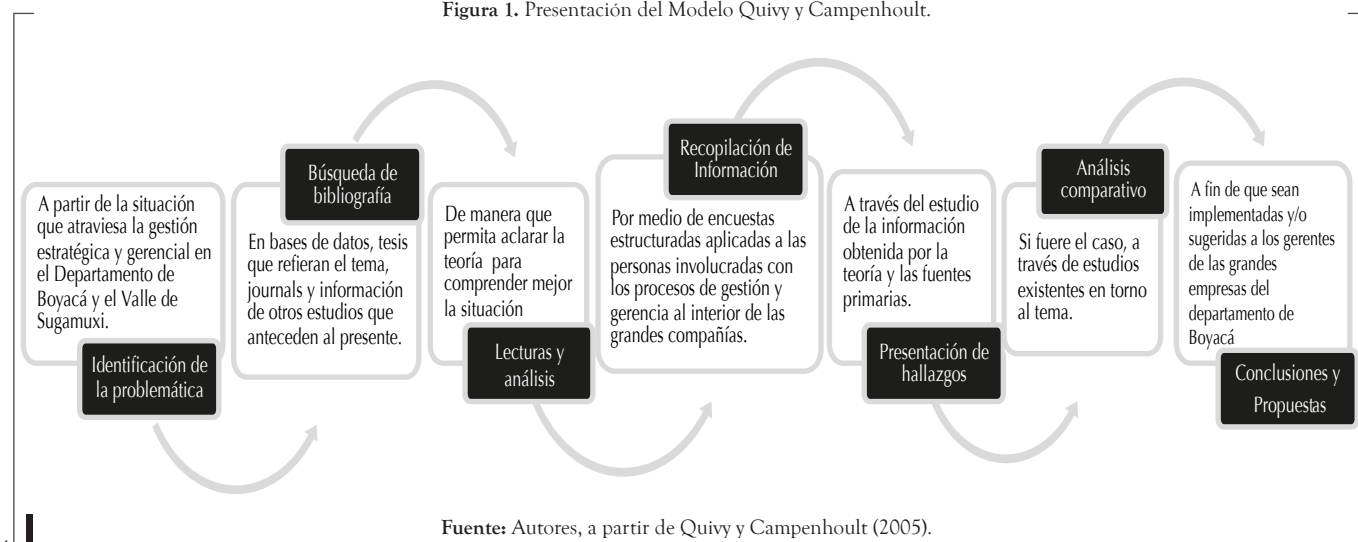 Figura 1. Presentación del Modelo Quivy y Campenhoult.
A partir de la situación
que atraviesa la gestión
estratégica y gerencial en
el Departamento de
Boyacá y el Valle de
Sugamuxi.
Identificación de
la problemática
Búsqueda de
bibliografía
En bases de datos, tesis
que refieran el tema,
journals y información
de otros estudios que
anteceden al presente.
De manera que
permita aclarar la
teoría para
comprender mejor
la situación
Lecturas y
análisis
Recopilación de
Información
Por medio de encuestas
estructuradas aplicadas a las
personas involucradas con
los procesos de gestión y
gerencia al interior de las
grandes compañías.
A través del estudio
de la información
obtenida por la
teoría y las fuentes
primarias.
Presentación de
hallazgos
Análisis
comparativo
Si fuere el caso, a
través de estudios
existentes en torno
al tema.
A fin de que sean
implementadas y/o
sugeridas a los gerentes
de las grandes
empresas del
departamento de
Boyacá
Conclusiones y
Propuestas
Fuente: Autores, a partir de Quivy y Campenhoult (2005).